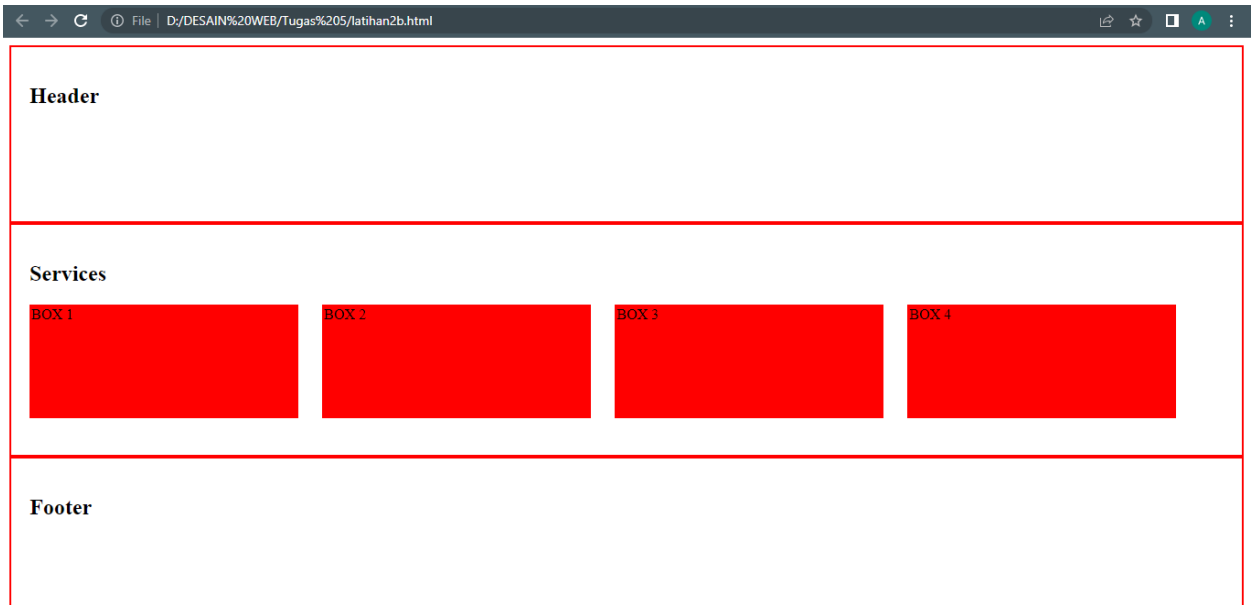 File | D:/DESAIN%20WEB/Tugas%205/latihan2b.html A
Header
Services
BOX 1 BOX 2 BOX 3 BOX 4
Footer